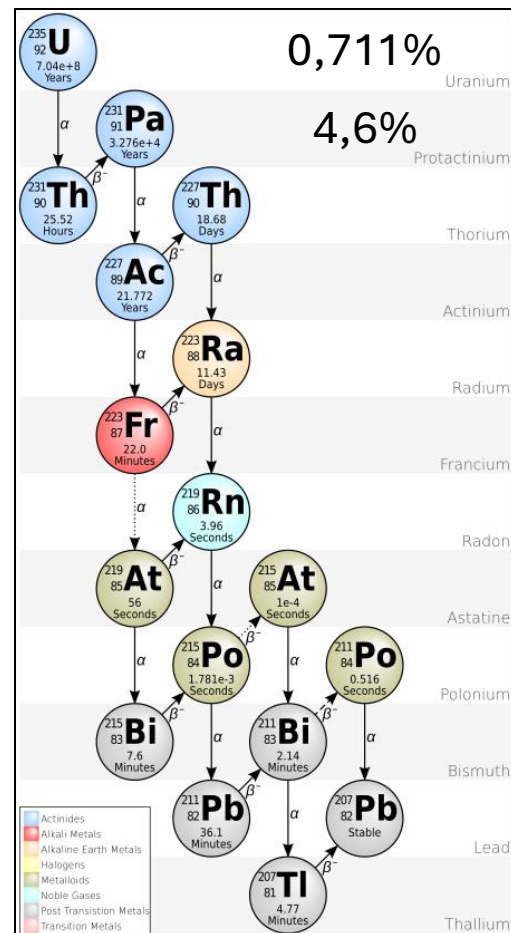 0,711%
235
92
U
7.04e+8
Years
Uranium
α
231
91
Pa
3.276e+4
Years
4,6%
Protactinium
β⁻
231
90
Th
25.52
Hours
α
227
90
Th
18.68
Days
Thorium
β⁻
227
89
Ac
21.772
Years
α
Actinium
α
223
88
Ra
11.43
Days
Radium
β⁻
223
87
Fr
22.0
Minutes
α
Francium
α
219
86
Rn
3.96
Seconds
Radon
β⁻
219
85
At
56
Seconds
α
215
85
At
1e-4
Seconds
Astatine
α
β⁻
215
84
Po
1.781e-3
Seconds
α
211
84
Po
0.516
Seconds
Polonium
β⁻
215
83
Bi
7.6
Minutes
α
β⁻
211
83
Bi
2.14
Minutes
α
Bismuth
β⁻
211
82
Pb
36.1
Minutes
α
207
82
Pb
Stable
Lead
β⁻
207
81
Tl
4.77
Minutes
Thallium
Actinides
Alkali Metals
Alkaline Earth Metals
Halogens
Metalloids
Noble Gases
Post Transistion Metals
Transition Metals